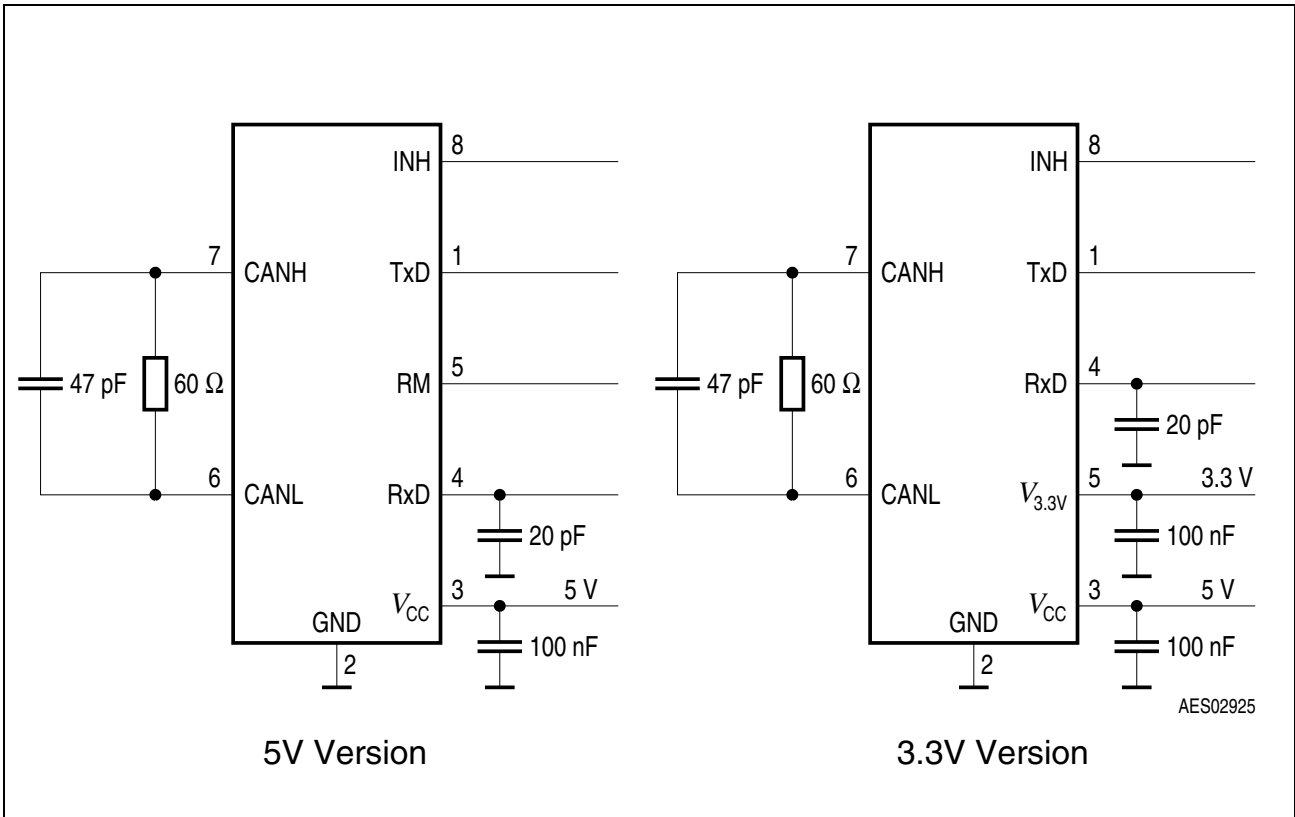 INH 8
7 CANH
TxD 1
47 pF
60 Ω
RM 5
6 CANL
RxD 4
20 pF
V_CC 3 5 V
GND
100 nF
2
5V Version
INH 8
7 CANH
TxD 1
47 pF
60 Ω
RxD 4
20 pF
6 CANL
V_3.3V 5 3.3 V
100 nF
V_CC 3 5 V
GND
100 nF
2
AES02925
3.3V Version